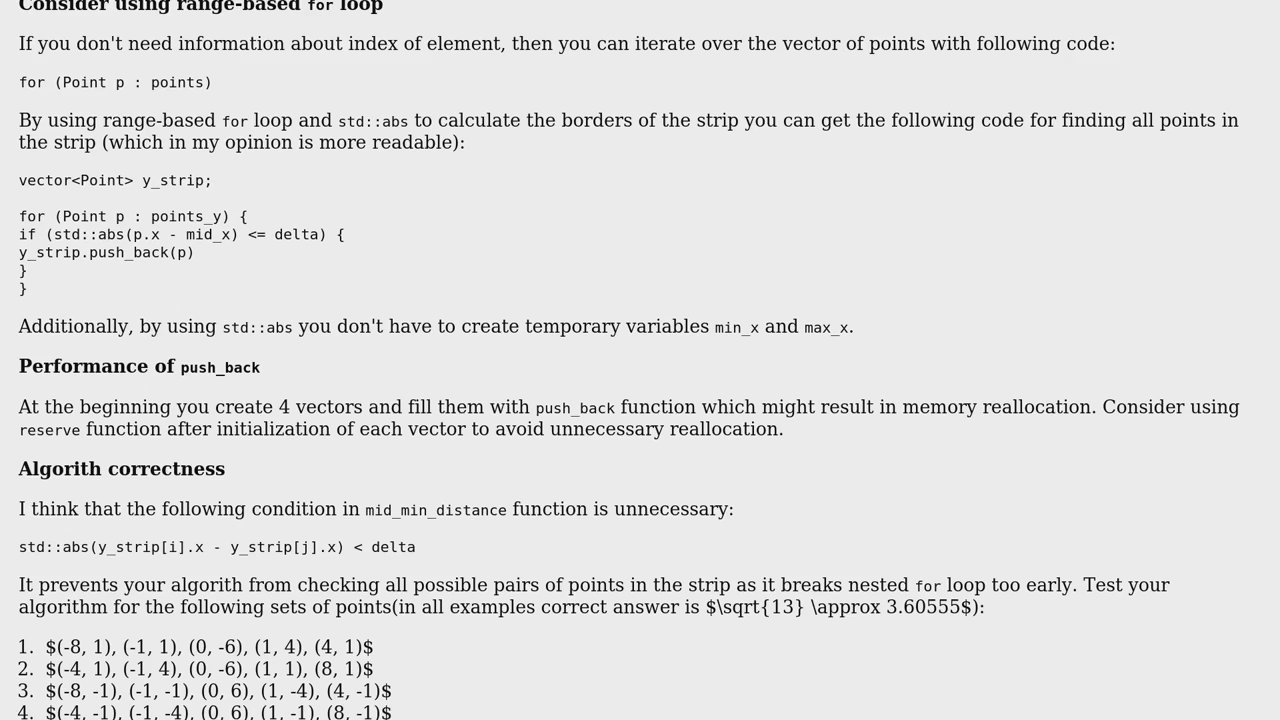 Consider using range-based for loop
If you don't need information about index of element, then you can iterate over the vector of points with following code:
for (Point p : points)
By using range-based for loop and std::abs to calculate the borders of the strip you can get the following code for finding all points in
the strip (which in my opinion is more readable):
vector<Point> y_strip;
for (Point p : points_y) {
if (std::abs(p.x - mid_x) <= delta) {
y_strip.push_back(p)
}
}
Additionally, by using std::abs you don't have to create temporary variables min_x and max_x.
Performance of push_back
At the beginning you create 4 vectors and fill them with push_back function which might result in memory reallocation. Consider using
reserve function after initialization of each vector to avoid unnecessary reallocation.
Algorith correctness
I think that the following condition in mid_min_distance function is unnecessary:
std::abs(y_strip[i].x - y_strip[j].x) < delta
It prevents your algorith from checking all possible pairs of points in the strip as it breaks nested for loop too early. Test your
algorithm for the following sets of points(in all examples correct answer is $\sqrt{13} \approx 3.60555$):
1. $(-8, 1), (-1, 1), (0, -6), (1, 4), (4, 1)$
2. $(-4, 1), (-1, 4), (0, -6), (1, 1), (8, 1)$
3. $(-8, -1), (-1, -1), (0, 6), (1, -4), (4, -1)$
4. $(-4, -1), (-1, -4), (0, 6), (1, -1), (8, -1)$